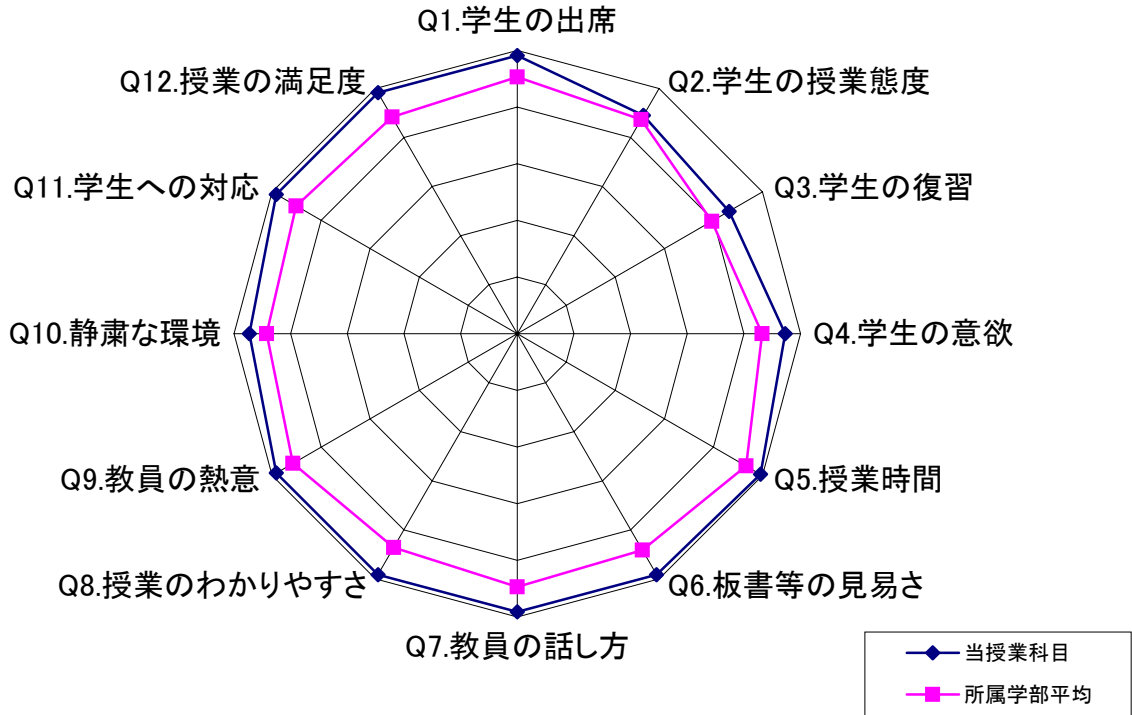 Q1.学生の出席
Q2.学生の授業態度
Q3.学生の復習
Q4.学生の意欲
Q5.授業時間
Q6.板書等の見易さ
Q7.教員の話し方
Q8.授業のわかりやすさ
Q9.教員の熱意
Q10.静粛な環境
Q11.学生への対応
Q12.授業の満足度
当授業科目
所属学部平均